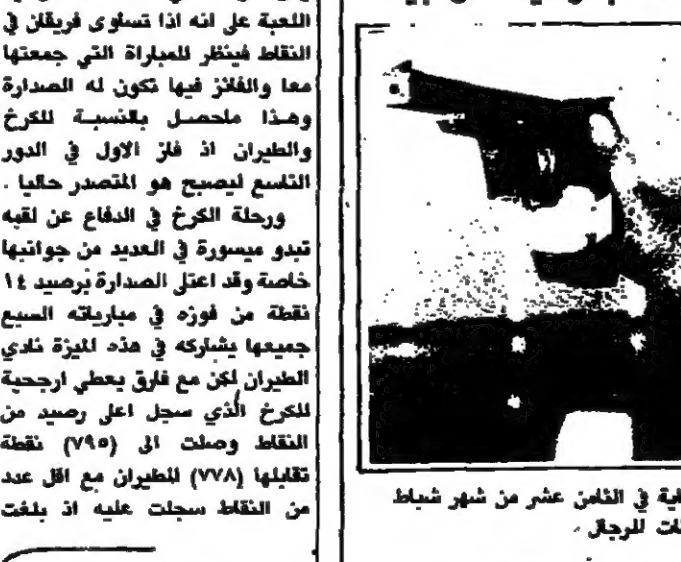 اللعبة على انه اذا تساوى فريقان في
النقاط فينظر للمباراة التي جمعتها
معا والفائز فيها تكون له الصدارة
وهذا ماحصل بالنسبة للكرخ
والطيران اذ فاز الاول في الدور
التاسع ليصبح هو المتصدر حاليا .
ورحلة الكرخ في الدفاع عن لقبه
تبدو ميسورة في العديد من جوانبها
خاصة وقد اعتلى الصدارة برصيد ١٤
نقطة من فوزه في مبارياته السبع
جميعها يشاركه في هذه الميزة نادي
الطيران لكن مع فارق يعطي ارجحية
للكرخ الذي سجل اعلى رصيد من
النقاط وصلت الى (٧٩٥) نقطة
تقابلها (٧٧٨) للطيران مع اقل عدد
من النقاط سجلت عليه اذ بلغت
في الثامن عشر من شهر شباط
للرجال .